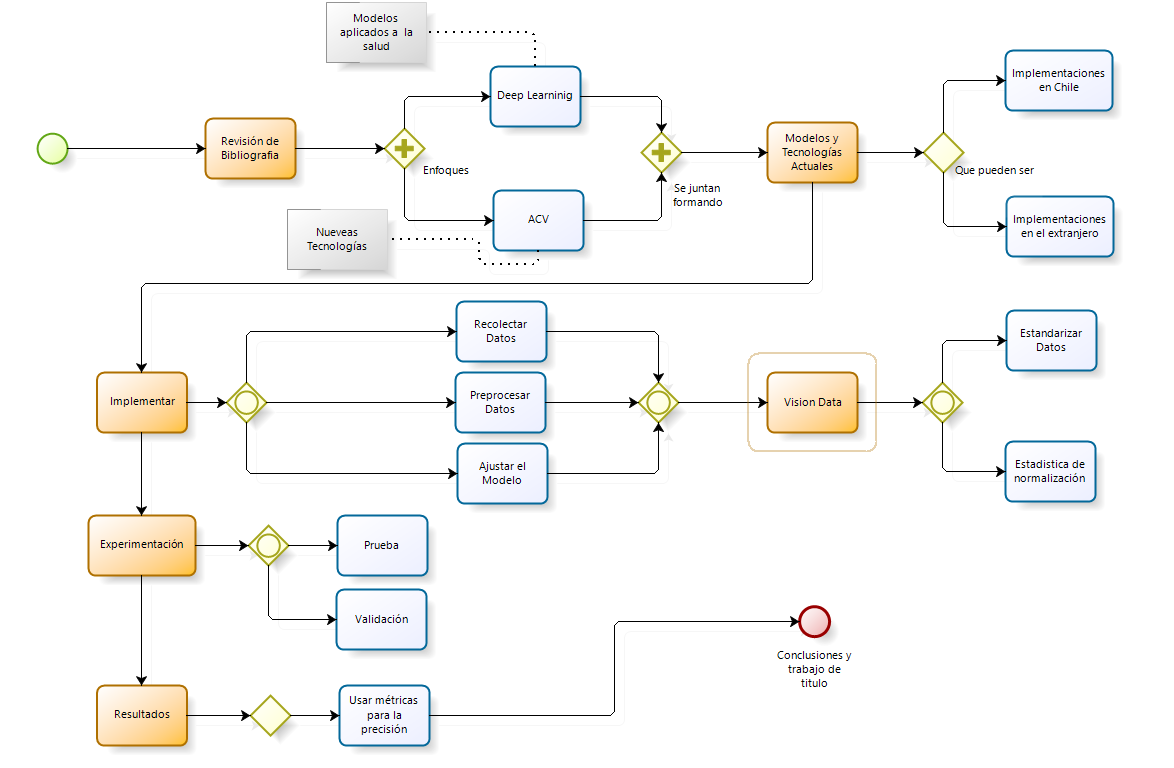 Modelos
aplicados a la
salud
Deep Learninig
Revisión de
Bibliografia
Enfoques
ACV
Nueveas
Tecnologías
Se juntan
formando
Modelos y
Tecnologías
Actuales
Que pueden ser
Implementaciones
en Chile
Implementaciones
en el extranjero
Implementar
Recolectar
Datos
Preprocesar
Datos
Ajustar el
Modelo
Vision Data
Estandarizar
Datos
Estadistica de
normalización
Experimentación
Prueba
Validación
Resultados
Usar métricas
para la
precisión
Conclusiones y
trabajo de
titulo